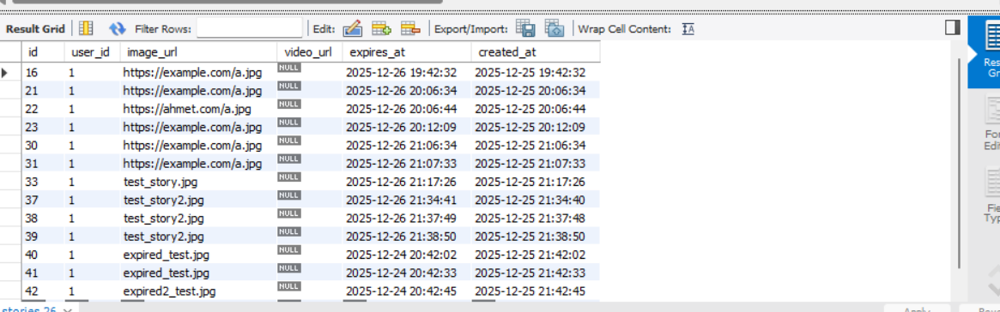 Result Grid Filter Rows: Edit: Export/Import: Wrap Cell Content: IA
id user_id image_url video_url expires_at created_at
16 1 https://example.com/a.jpg NULL 2025-12-26 19:42:32 2025-12-25 19:42:32
21 1 https://example.com/a.jpg NULL 2025-12-26 20:06:34 2025-12-25 20:06:34
22 1 https://ahmet.com/a.jpg NULL 2025-12-26 20:06:44 2025-12-25 20:06:44
23 1 https://example.com/a.jpg NULL 2025-12-26 20:12:09 2025-12-25 20:12:09
30 1 https://example.com/a.jpg NULL 2025-12-26 21:06:34 2025-12-25 21:06:34
31 1 https://example.com/a.jpg NULL 2025-12-26 21:07:33 2025-12-25 21:07:33
33 1 test_story.jpg NULL 2025-12-26 21:17:26 2025-12-25 21:17:26
37 1 test_story2.jpg NULL 2025-12-26 21:34:41 2025-12-25 21:34:40
38 1 test_story2.jpg NULL 2025-12-26 21:37:49 2025-12-25 21:37:48
39 1 test_story2.jpg NULL 2025-12-26 21:38:50 2025-12-25 21:38:50
40 1 expired_test.jpg NULL 2025-12-24 20:42:02 2025-12-25 21:42:02
41 1 expired_test.jpg NULL 2025-12-24 20:42:33 2025-12-25 21:42:33
42 1 expired2_test.jpg NULL 2025-12-24 20:42:45 2025-12-25 21:42:45
stories 26
Apply
Res
Gr
For
Edi
Fie
Typ